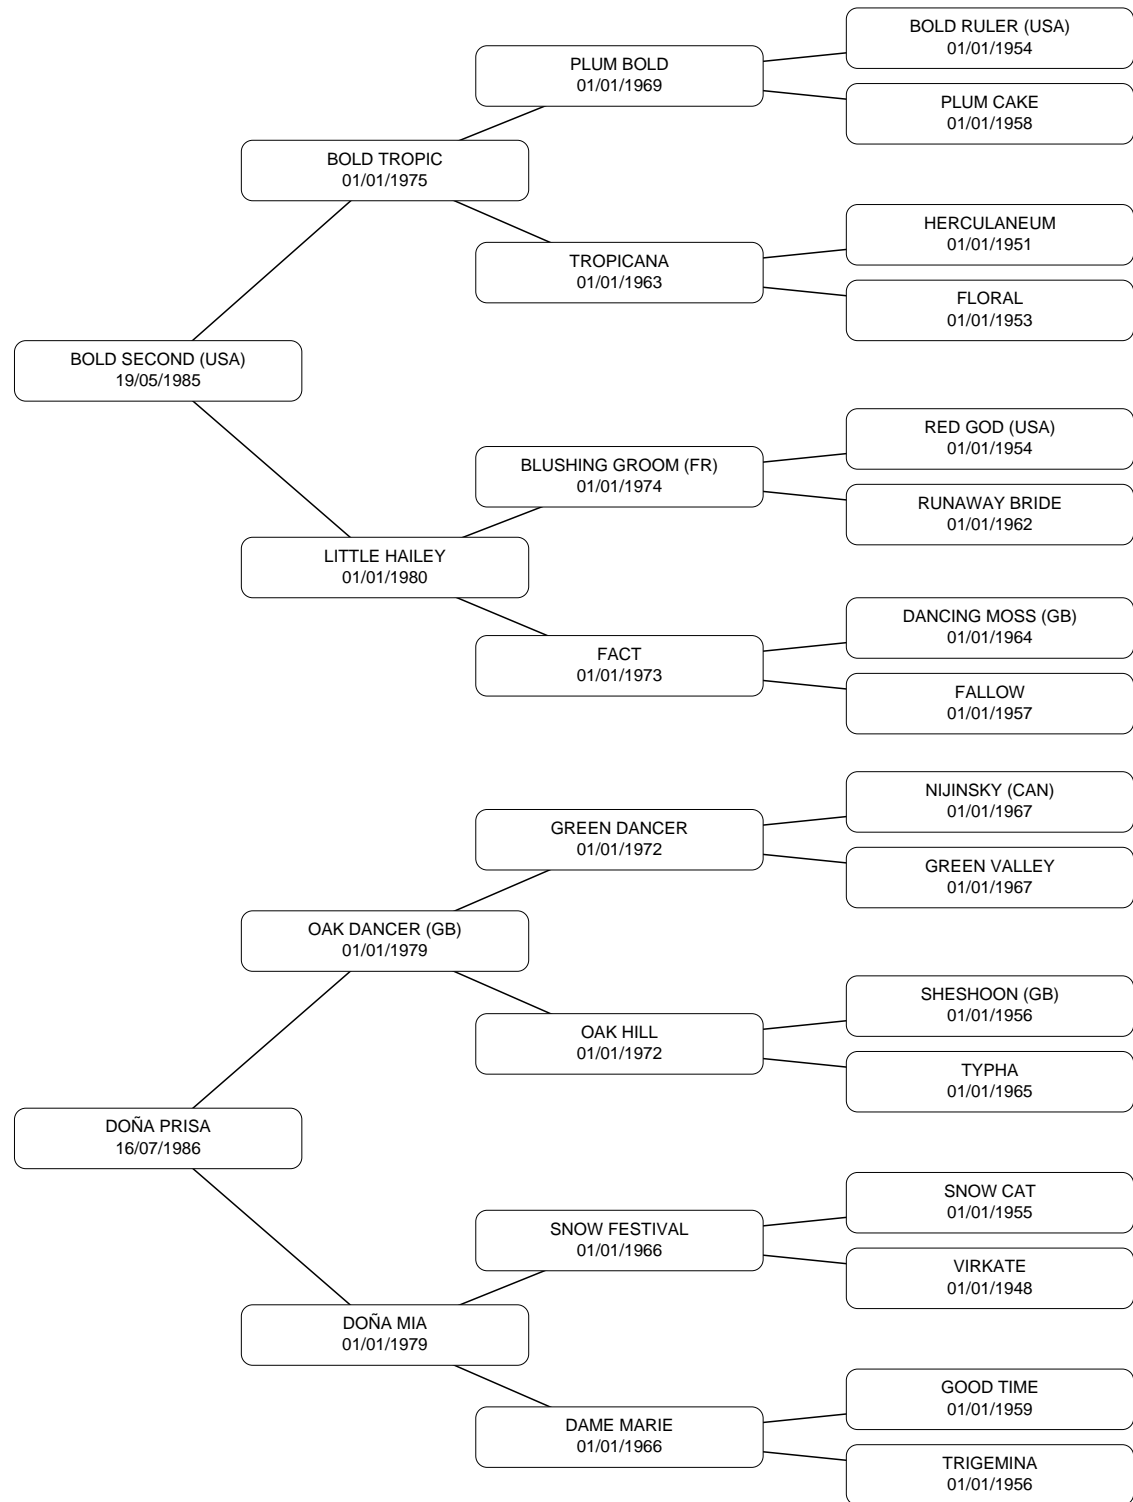 BOLD RULER (USA)
01/01/1954
PLUM BOLD
01/01/1969
PLUM CAKE
01/01/1958
BOLD TROPIC
01/01/1975
HERCULANEUM
01/01/1951
TROPICANA
01/01/1963
FLORAL
01/01/1953
BOLD SECOND (USA)
19/05/1985
RED GOD (USA)
01/01/1954
BLUSHING GROOM (FR)
01/01/1974
RUNAWAY BRIDE
01/01/1962
LITTLE HAILEY
01/01/1980
DANCING MOSS (GB)
01/01/1964
FACT
01/01/1973
FALLOW
01/01/1957
NIJINSKY (CAN)
01/01/1967
GREEN DANCER
01/01/1972
GREEN VALLEY
01/01/1967
OAK DANCER (GB)
01/01/1979
SHESHOON (GB)
01/01/1956
OAK HILL
01/01/1972
TYPHA
01/01/1965
DOÑA PRISA
16/07/1986
SNOW CAT
01/01/1955
SNOW FESTIVAL
01/01/1966
VIRKATE
01/01/1948
DOÑA MIA
01/01/1979
GOOD TIME
01/01/1959
DAME MARIE
01/01/1966
TRIGEMINA
01/01/1956